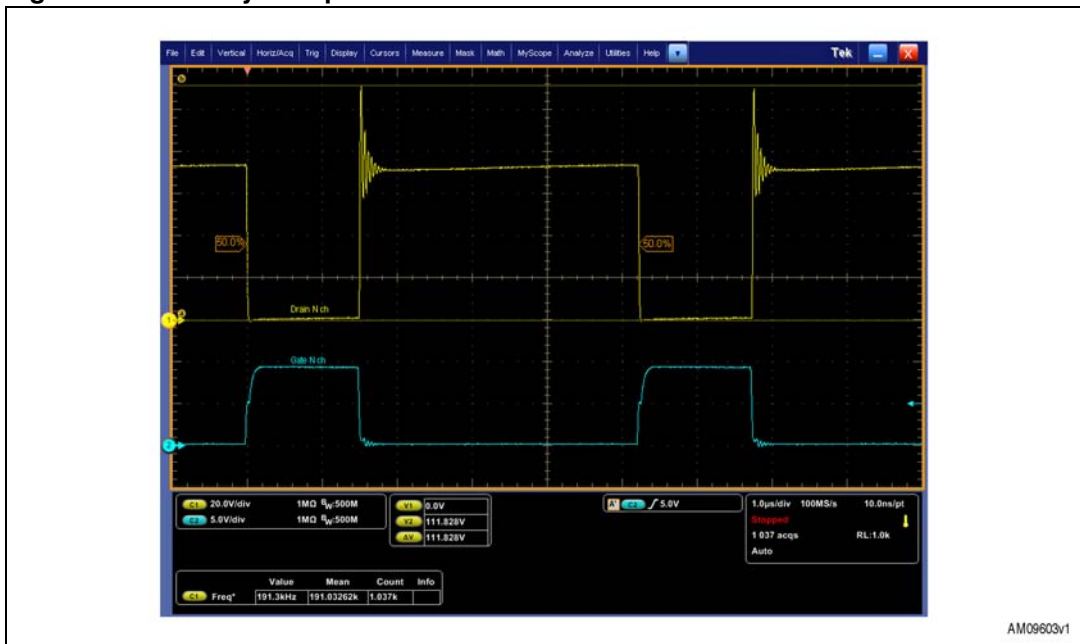 File Edit Vertical Horiz/Acq Trig Display Cursors Measure Mask Math MyScope Analyze Utilities Help Tek X
50.0%
50.0%
Drain N ch
1
Gate N ch
2
C1 20.0V/div 1MΩ BW:500M
C2 5.0V/div 1MΩ BW:500M
V1 0.0V
V2 111.828V
ΔV 111.828V
A' C2 5.0V
1.0µs/div 100MS/s 10.0ns/pt
Stopped
1 037 acqs RL:1.0k
Auto
Value Mean Count Info
C1 Freq* 191.3kHz 191.03262k 1.037k
AM09603v1